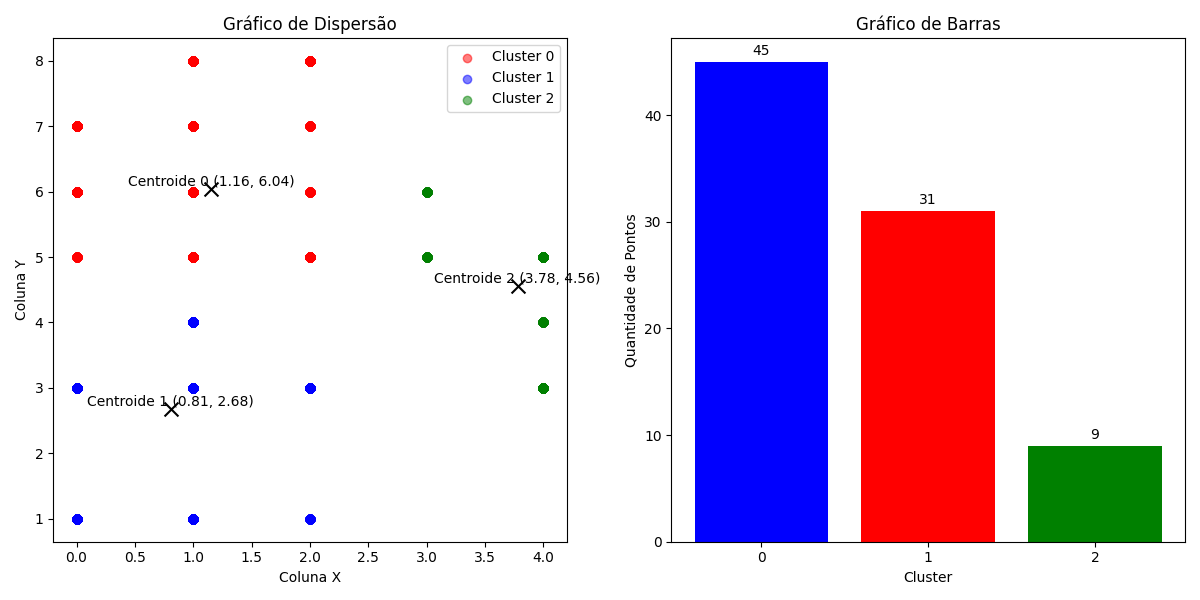 Gráfico de Dispersão
Cluster 0
Cluster 1
Cluster 2
8
7
6
5
4
3
2
1
Centroide 0 (1.16, 6.04)
Centroide 2 (3.78, 4.56)
Centroide 1 (0.81, 2.68)
Coluna Y
0.0 0.5 1.0 1.5 2.0 2.5 3.0 3.5 4.0
Coluna X
Gráfico de Barras
45
31
9
40
30
20
10
0
Quantidade de Pontos
0 1 2
Cluster